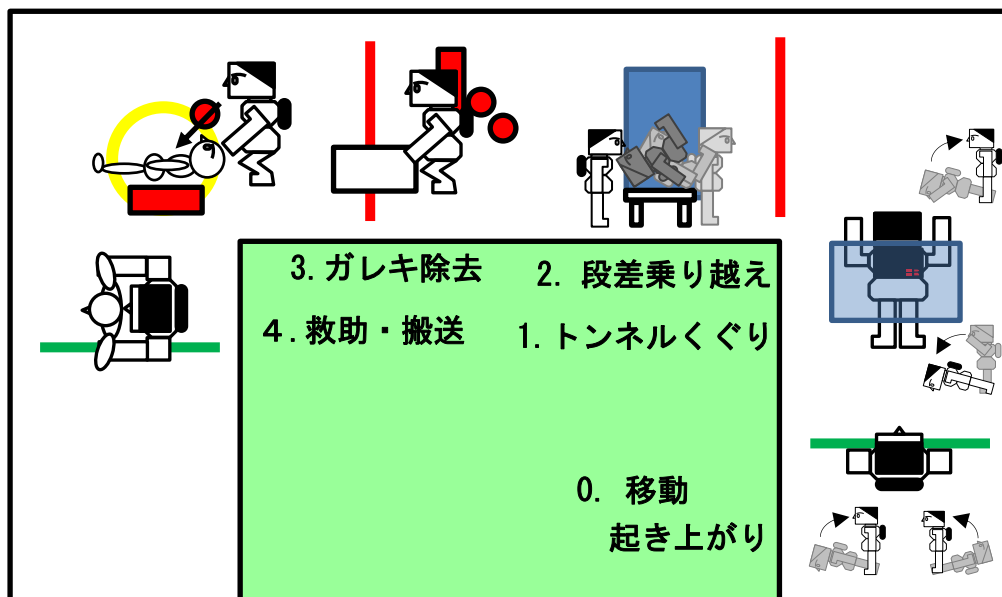 3.ガレキ除去
2. 段差乗り越え
４.救助・搬送
1.トンネルくぐり
0. 移動
起き上がり